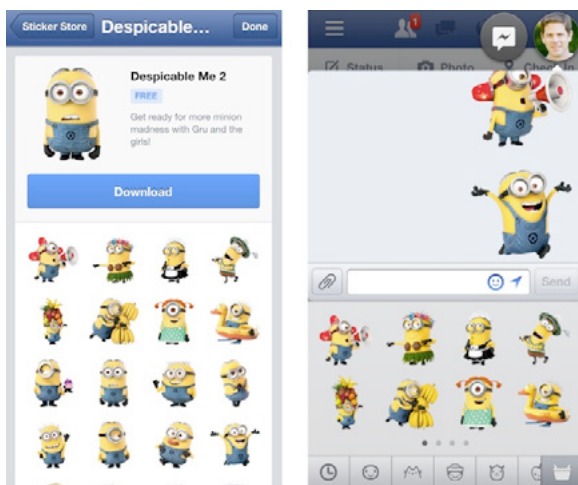 Sticker Store
Despicable...
Done
Despicable Me 2
FREE
Get ready for more minion
madness with Gru and the
girls!
Download
1
Status
Photo
Check In
Send